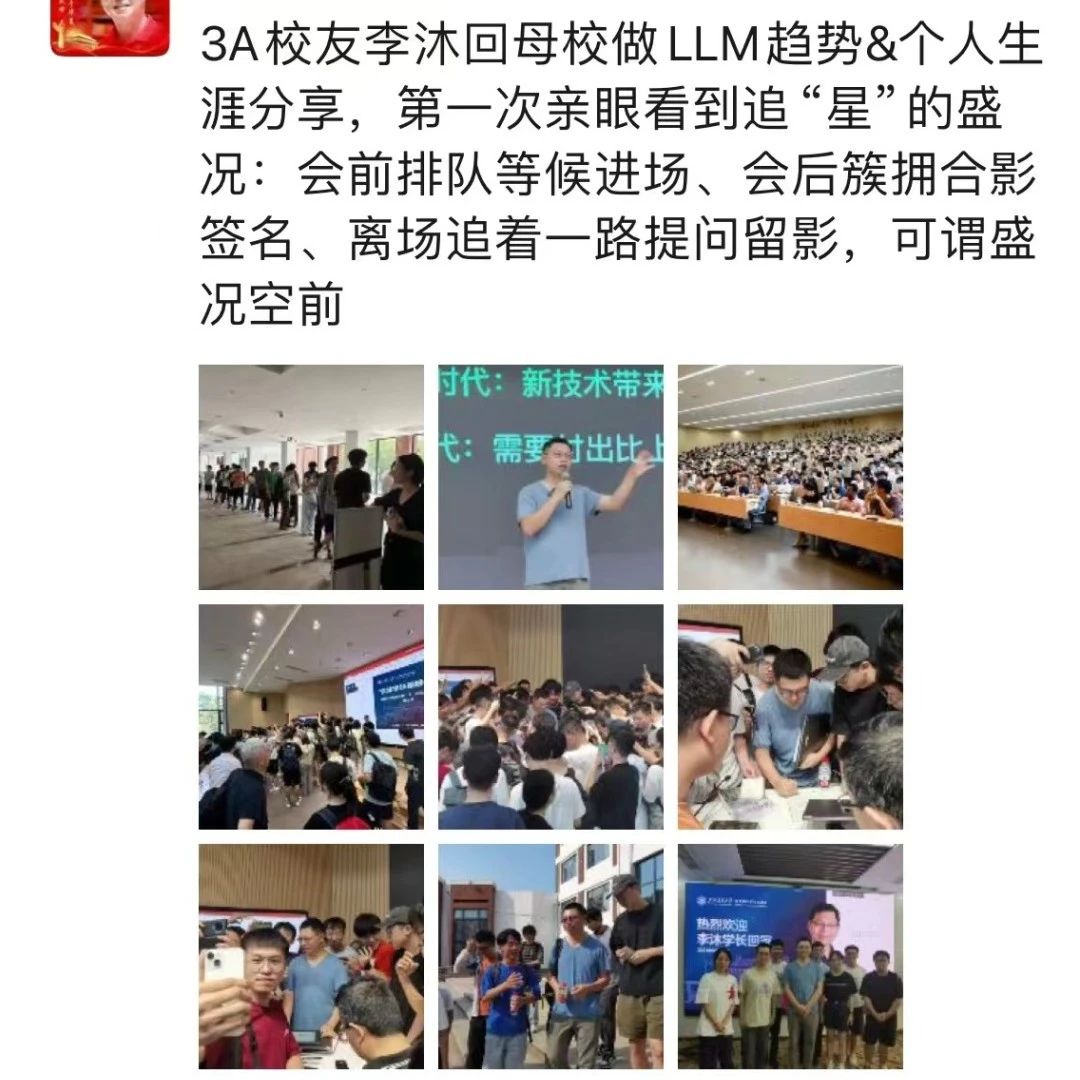 3A校友李沐回母校做LLM趋势&个人生
涯分享，第一次亲眼看到追“星”的盛
况：会前排队等候进场、会后簇拥合影
签名、离场追着一路提问留影，可谓盛
况空前
时代：新技术带来
代：需要付出比上
热烈欢迎
李沐学长回家